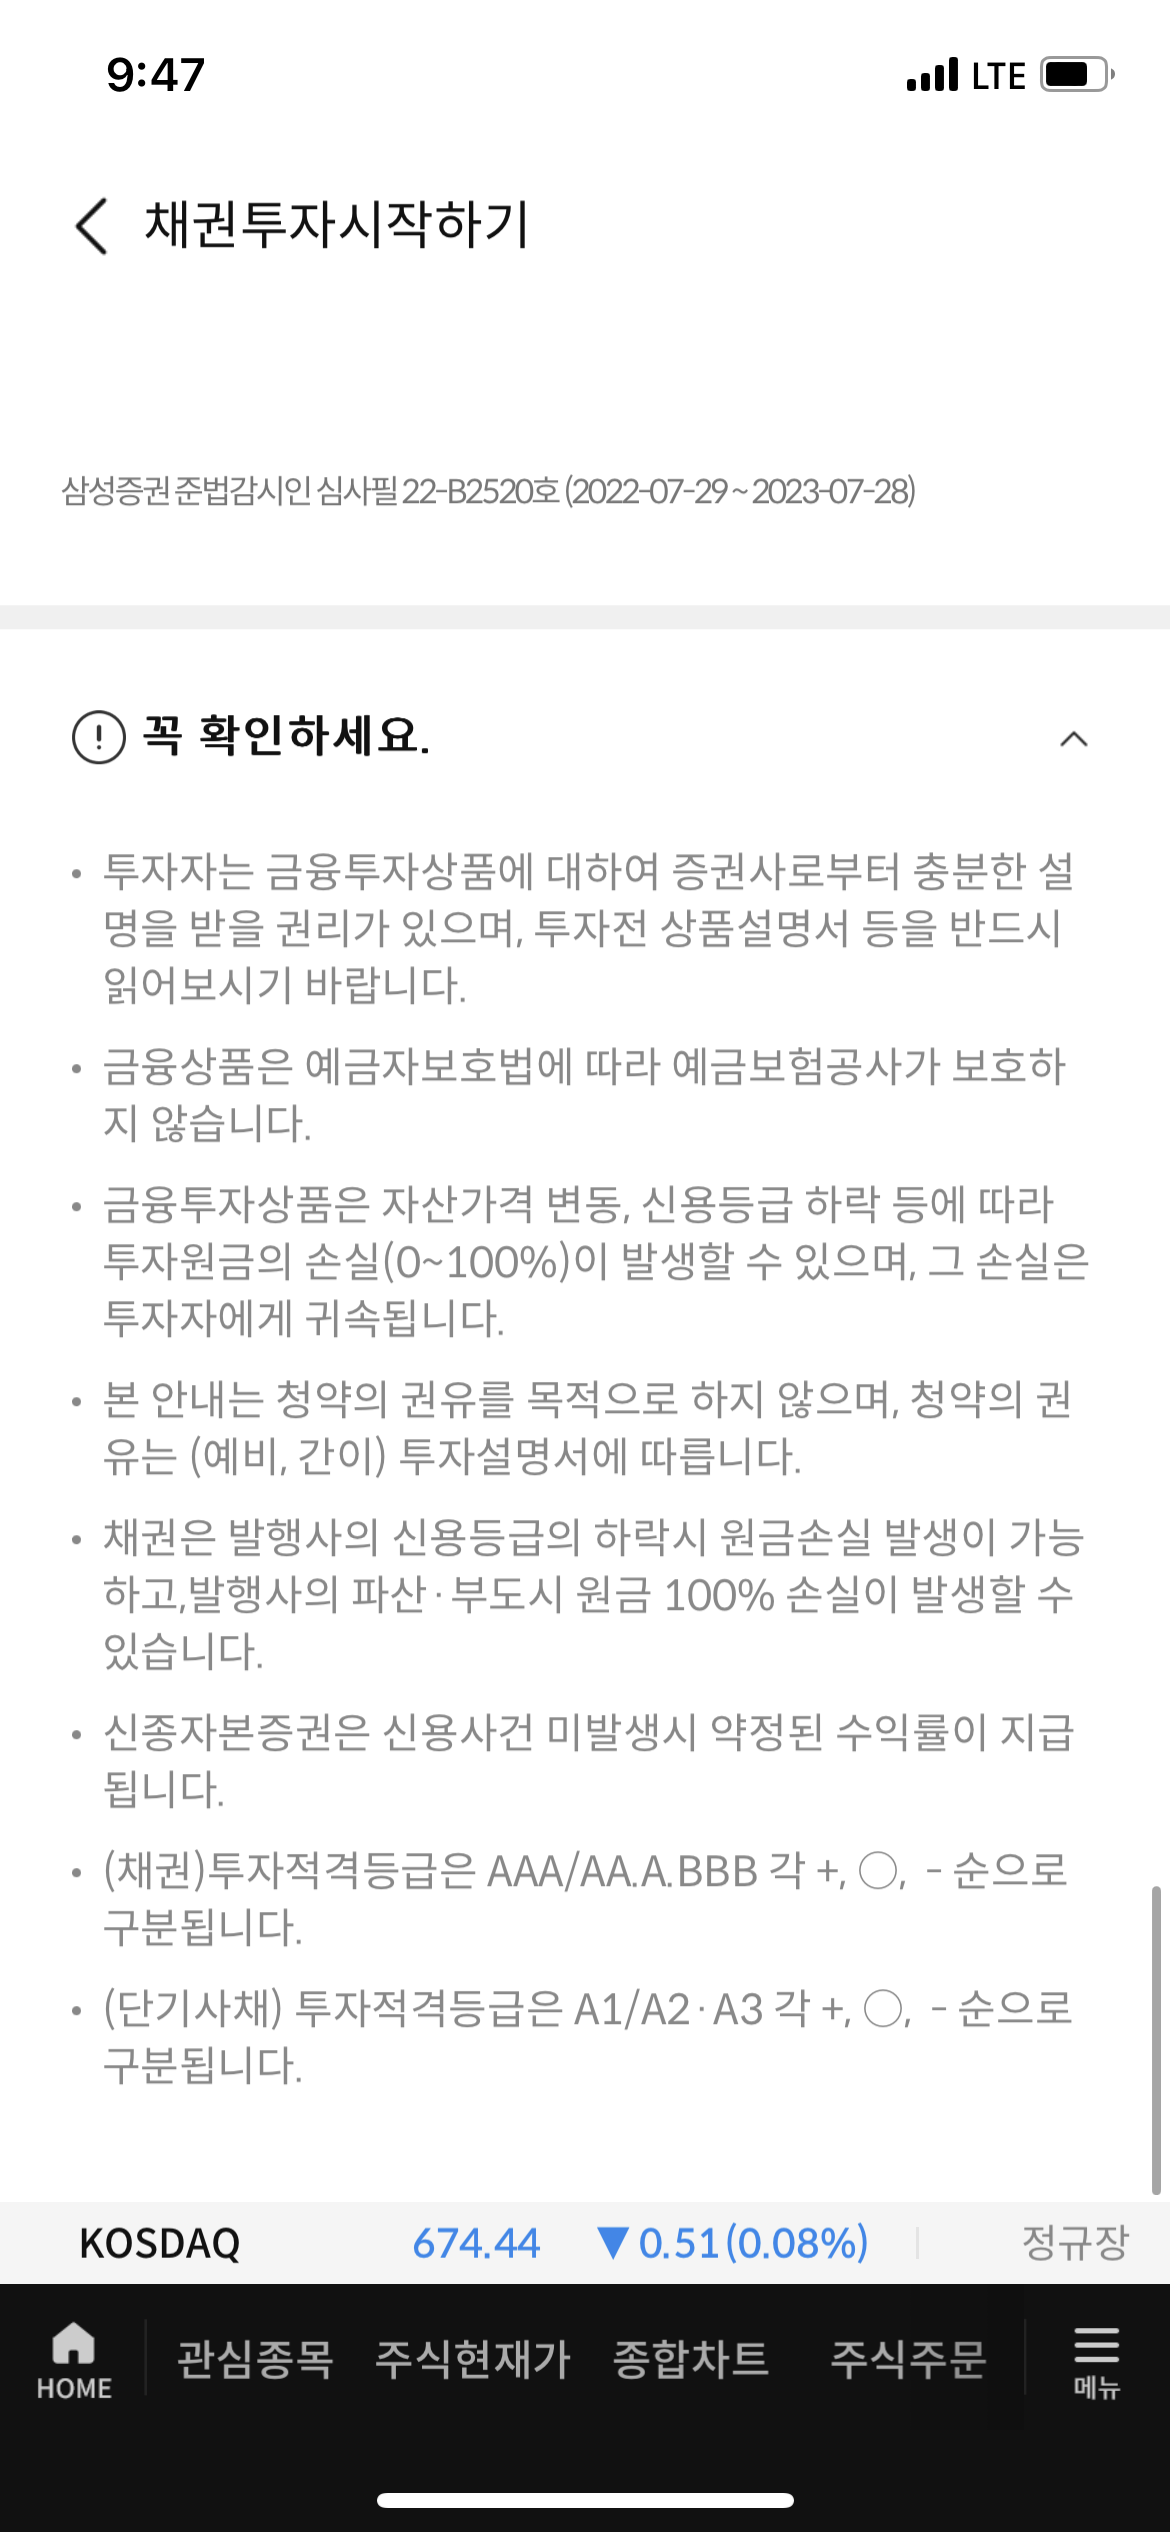 9:47 LTE
채권투자시작하기
삼성증권 준법감시인 심사필 22-B2520호 (2022-07-29 ~ 2023-07-28)
! 꼭 확인하세요.
• 투자자는 금융투자상품에 대하여 증권사로부터 충분한 설
명을 받을 권리가 있으며, 투자전 상품설명서 등을 반드시
읽어보시기 바랍니다.
• 금융상품은 예금자보호법에 따라 예금보험공사가 보호하
지 않습니다.
• 금융투자상품은 자산가격 변동, 신용등급 하락 등에 따라
투자원금의 손실(0~100%)이 발생할 수 있으며, 그 손실은
투자자에게 귀속됩니다.
• 본 안내는 청약의 권유를 목적으로 하지 않으며, 청약의 권
유는 (예비, 간이) 투자설명서에 따릅니다.
• 채권은 발행사의 신용등급의 하락시 원금손실 발생이 가능
하고,발행사의 파산·부도시 원금 100% 손실이 발생할 수
있습니다.
• 신종자본증권은 신용사건 미발생시 약정된 수익률이 지급
됩니다.
• (채권)투자적격등급은 AAA/AA.A.BBB 각 +, ○, - 순으로
구분됩니다.
• (단기사채) 투자적격등급은 A1/A2·A3 각 +, ○, - 순으로
구분됩니다.
KOSDAQ 674.44 ▼0.51(0.08%) 정규장
HOME 관심종목 주식현재가 종합차트 주식주문 메뉴